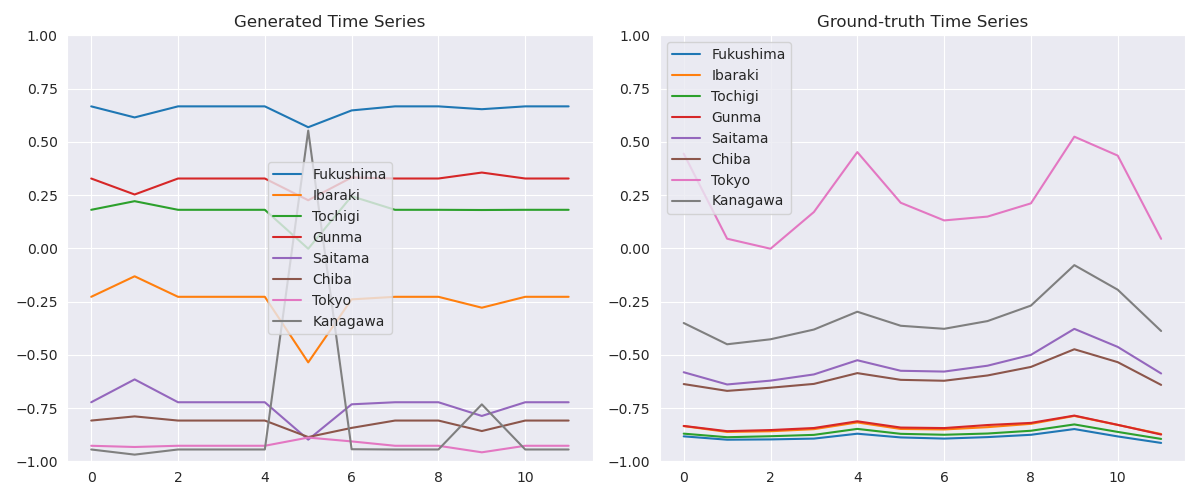 Generated Time Series
1.00
0.75
0.50
0.25
0.00
−0.25
−0.50
−0.75
−1.00
0 2 4 6 8 10
Fukushima
Ibaraki
Tochigi
Gunma
Saitama
Chiba
Tokyo
Kanagawa
Ground-truth Time Series
1.00
0.75
0.50
0.25
0.00
−0.25
−0.50
−0.75
−1.00
0 2 4 6 8 10
Fukushima
Ibaraki
Tochigi
Gunma
Saitama
Chiba
Tokyo
Kanagawa